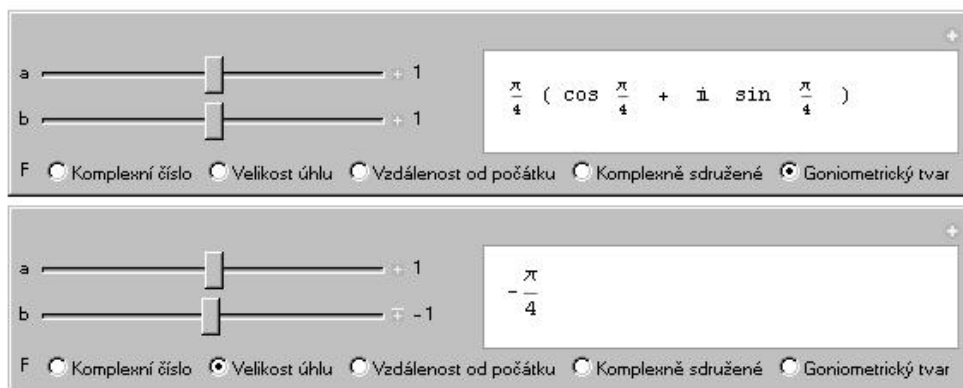 a 1
π/4 ( cos π/4 + i sin π/4 )
b 1
F Komplexní číslo Velikost úhlu Vzdálenost od počátku Komplexně sdružené Goniometrický tvar
a 1
-π/4
b -1
F Komplexní číslo Velikost úhlu Vzdálenost od počátku Komplexně sdružené Goniometrický tvar